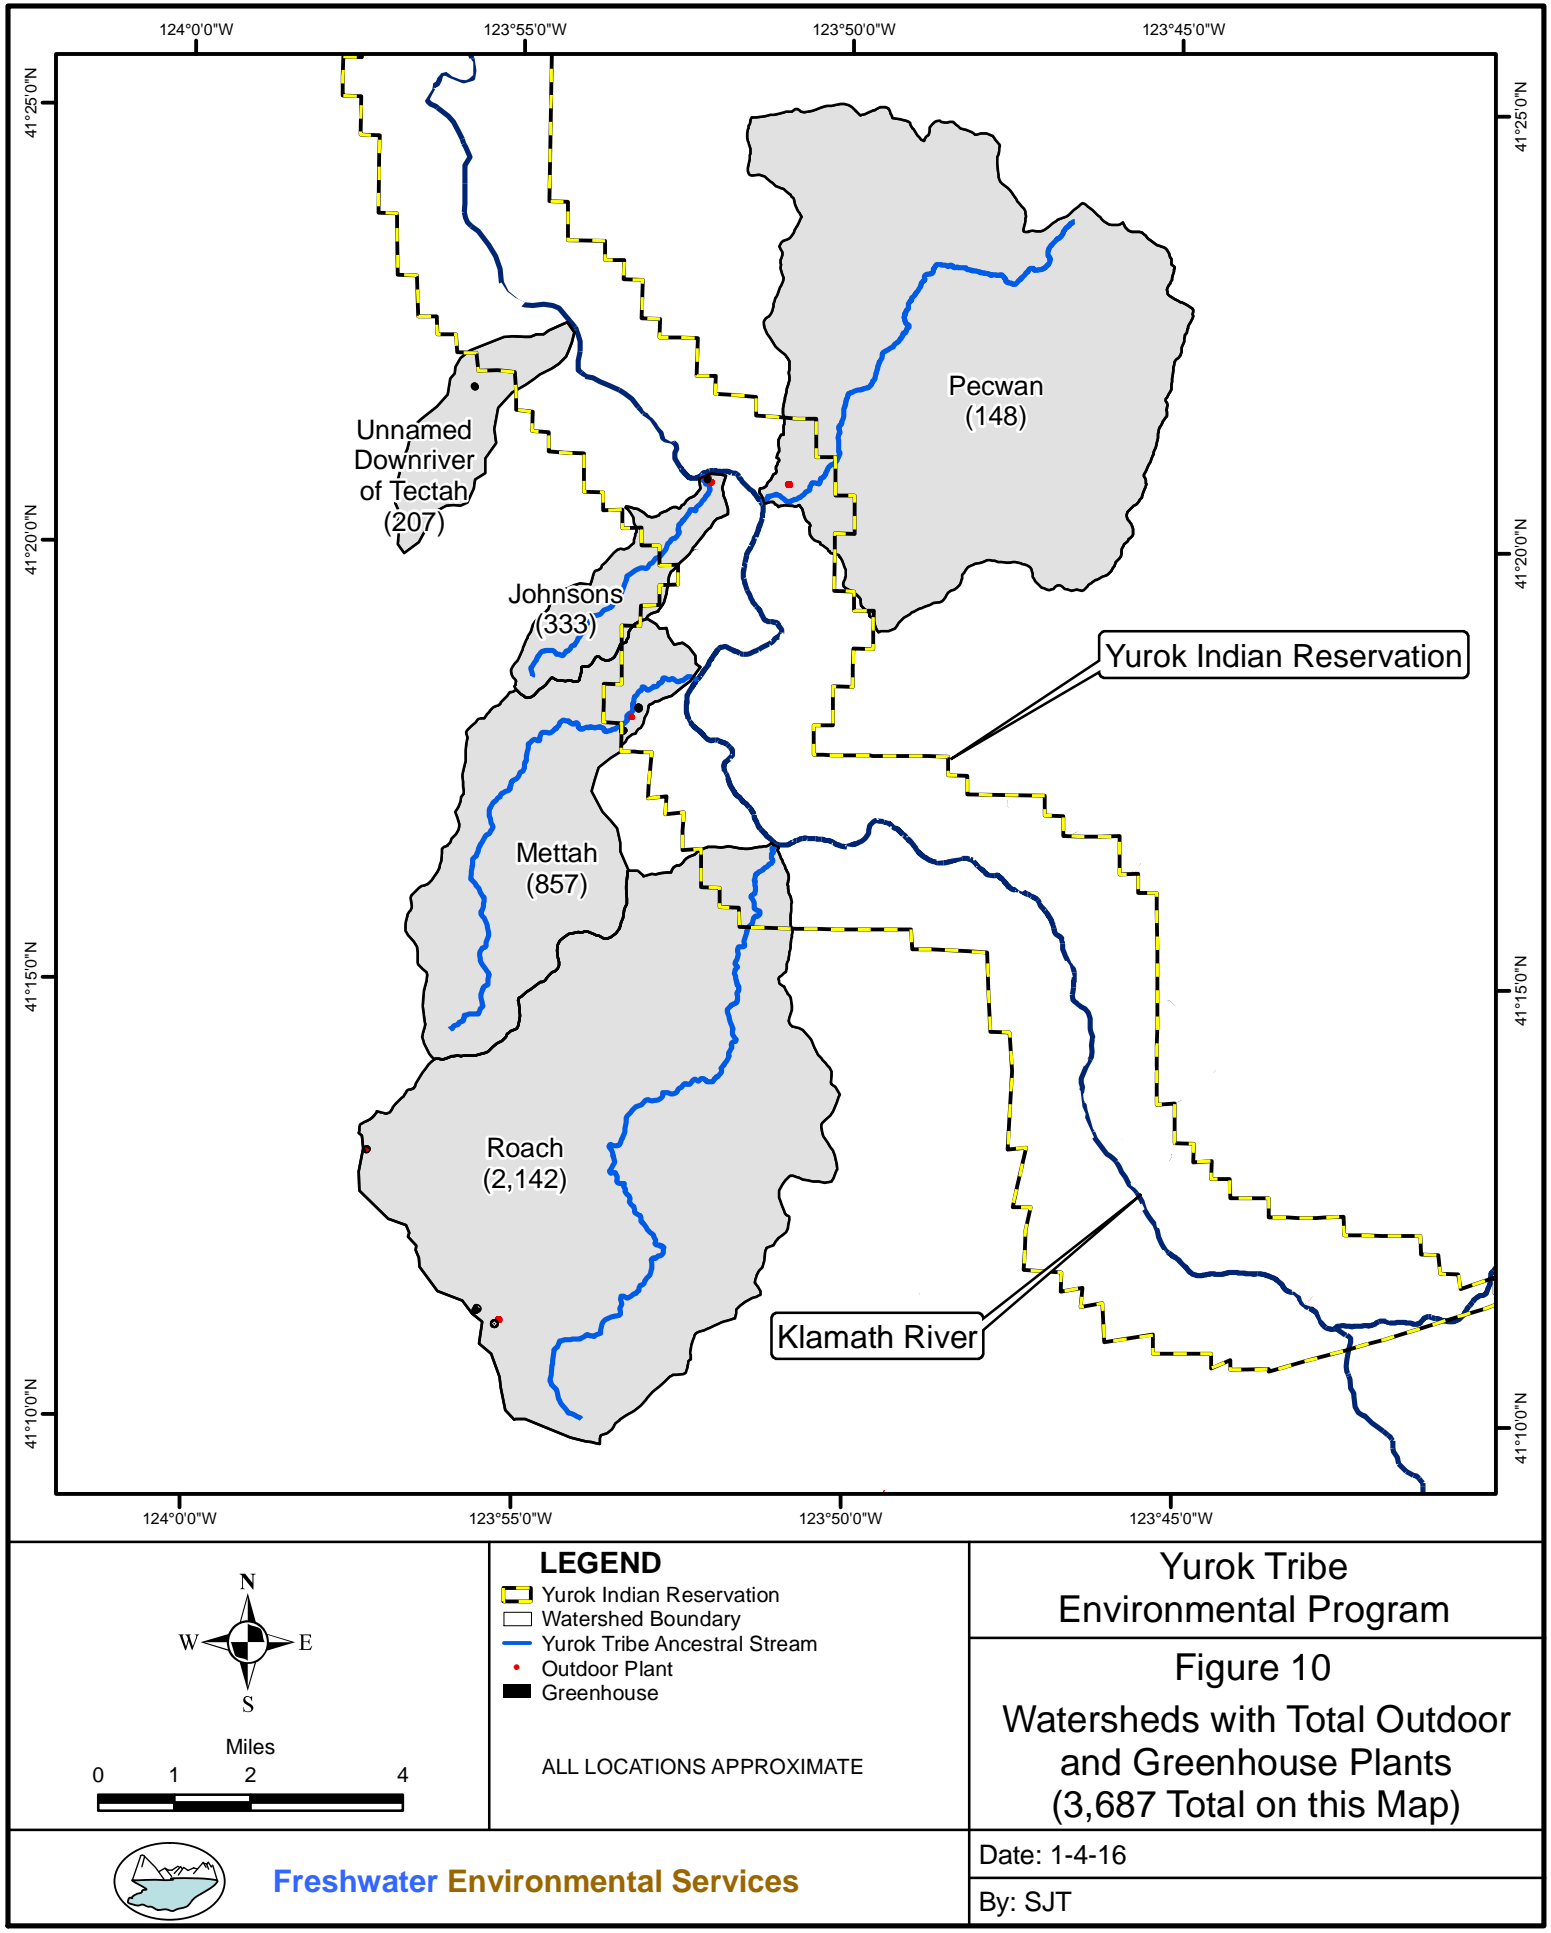 124°0'0"W
123°55'0"W
123°50'0"W
123°45'0"W
41°25'0"N
41°25'0"N
Pecwan
(148)
Unnamed
Downriver
of Tectah
(207)
41°20'0"N
41°20'0"N
Johnsons
(333)
Yurok Indian Reservation
Mettah
(857)
41°15'0"N
41°15'0"N
Roach
(2,142)
Klamath River
41°10'0"N
41°10'0"N
124°0'0"W
123°55'0"W
123°50'0"W
123°45'0"W
N
W
E
S
Miles
0 1 2 4
LEGEND
Yurok Indian Reservation
Watershed Boundary
Yurok Tribe Ancestral Stream
Outdoor Plant
Greenhouse
ALL LOCATIONS APPROXIMATE
Yurok Tribe
Environmental Program
Figure 10
Watersheds with Total Outdoor
and Greenhouse Plants
(3,687 Total on this Map)
Freshwater Environmental Services
Date: 1-4-16
By: SJT